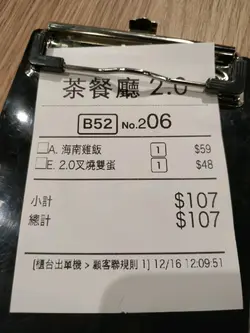 茶餐廳 2.0
B52 No.206
A. 海南雞飯 1 $59
E. 2.0叉燒雙蛋 1 $48
小計 $107
總計 $107
[櫃台出單機 > 顧客聯規則 1] 12/16 12:09:51